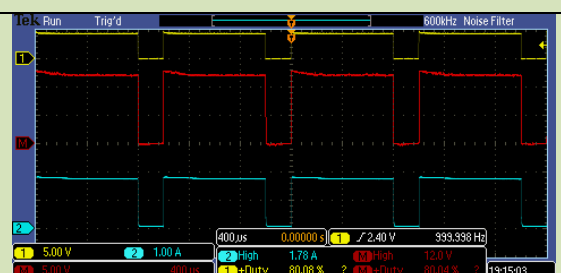 Tek Run Trig'd 600kHz Noise Filter
1
M
2
400µs 0.00000 s 1 2.40 V 999.998 Hz
1 5.00 V 2 1.00 A
2 High 1.78 A M High 12.0 V
M 5.00 V 400µs
1 +Duty 80.08 % ? M +Duty 80.04 % ?
19:15:03